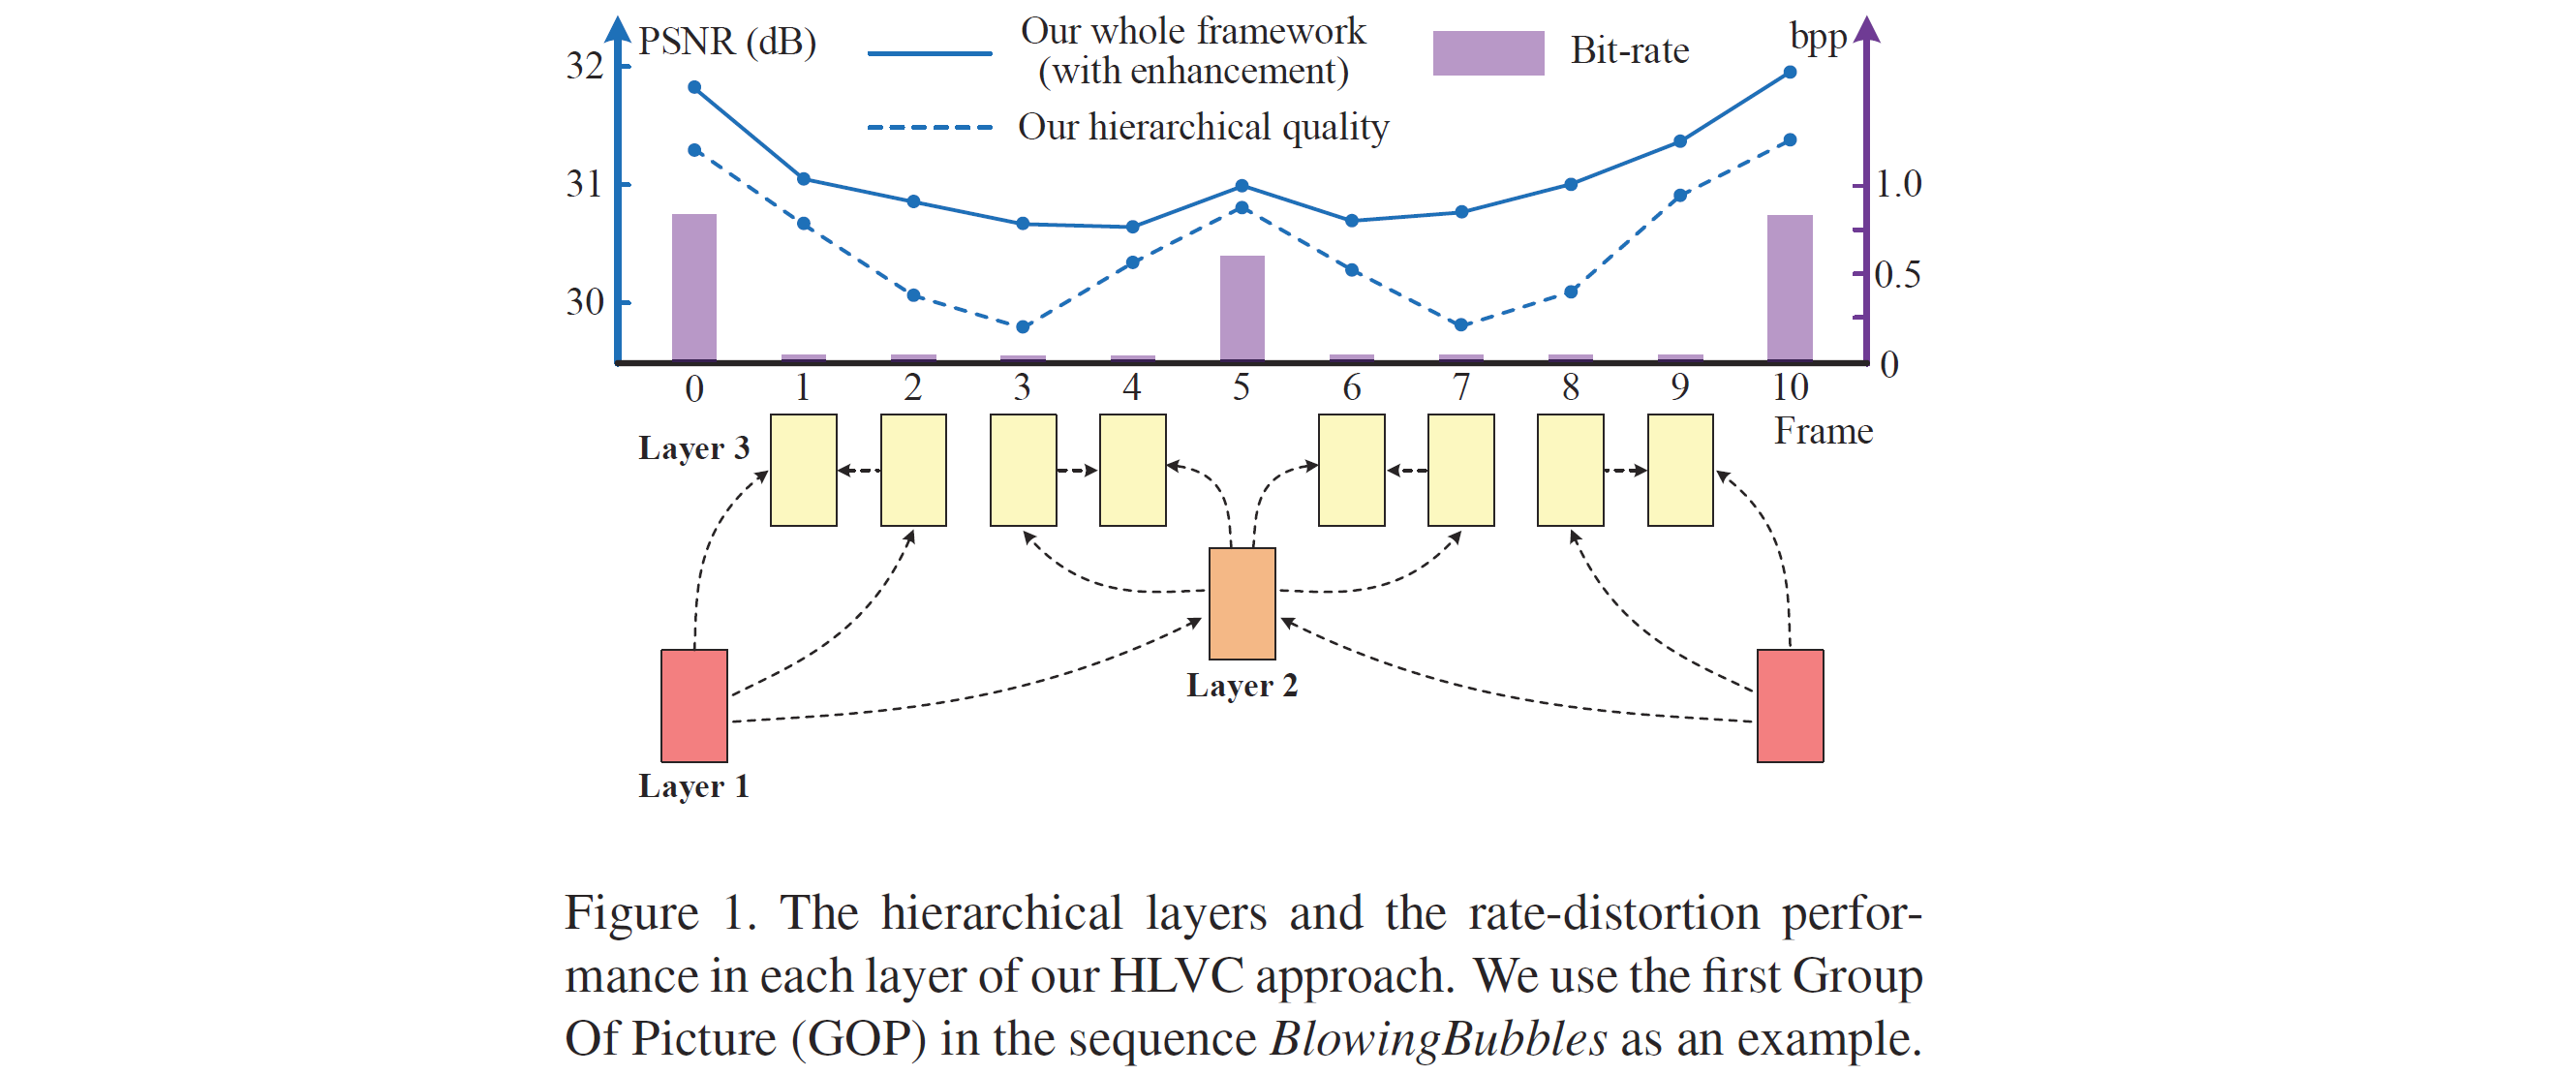 PSNR (dB)
Our whole framework
(with enhancement)
Our hierarchical quality
Bit-rate
bpp
32
31
30
1.0
0.5
0
0 1 2 3 4 5 6 7 8 9 10
Frame
Layer 3
Layer 2
Layer 1
Figure 1. The hierarchical layers and the rate-distortion perfor-
mance in each layer of our HLVC approach. We use the first Group
Of Picture (GOP) in the sequence BlowingBubbles as an example.